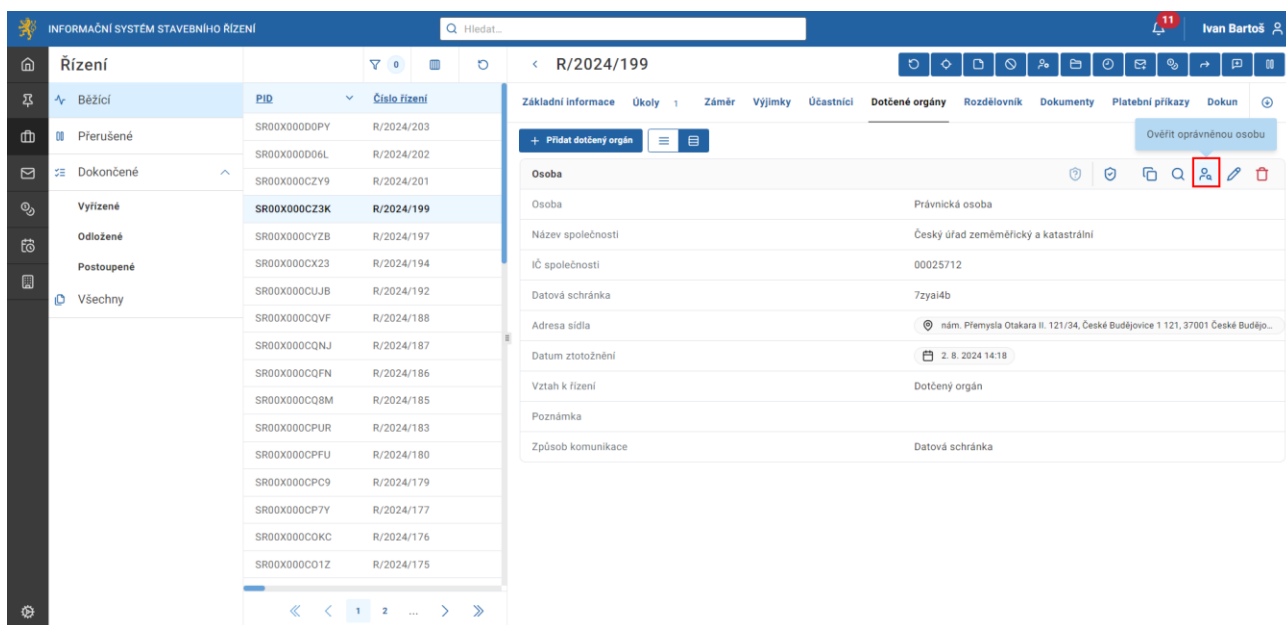 INFORMAČNÍ SYSTÉM STAVEBNÍHO ŘÍZENÍ
Hledat...
11
Ivan Bartoš
Řízení
0
Běžící
Přerušené
Dokončené
Vyřízené
Odložené
Postoupené
Všechny
PID Číslo řízení
SR00X000D0PY R/2024/203
SR00X000D06L R/2024/202
SR00X000CZY9 R/2024/201
SR00X000CZ3K R/2024/199
SR00X000CYZB R/2024/197
SR00X000CX23 R/2024/194
SR00X000CUJB R/2024/192
SR00X000CQVF R/2024/188
SR00X000CQNJ R/2024/187
SR00X000CQFN R/2024/186
SR00X000CQ8M R/2024/185
SR00X000CPUR R/2024/183
SR00X000CPFU R/2024/180
SR00X000CPC9 R/2024/179
SR00X000CP7Y R/2024/177
SR00X000COKC R/2024/176
SR00X000CO1Z R/2024/175
1 2 ...
R/2024/199
Základní informace Úkoly 1 Záměr Výjimky Účastníci Dotčené orgány Rozdělovník Dokumenty Platební příkazy Dokun
Ověřit oprávněnou osobu
+ Přidat dotčený orgán
Osoba
Osoba Právnická osoba
Název společnosti Český úřad zeměměřický a katastrální
IČ společnosti 00025712
Datová schránka 7zyai4b
Adresa sídla nám. Přemysla Otakara II. 121/34, České Budějovice 1 121, 37001 České Budějo...
Datum ztotožnění 2. 8. 2024 14:18
Vztah k řízení Dotčený orgán
Poznámka
Způsob komunikace Datová schránka